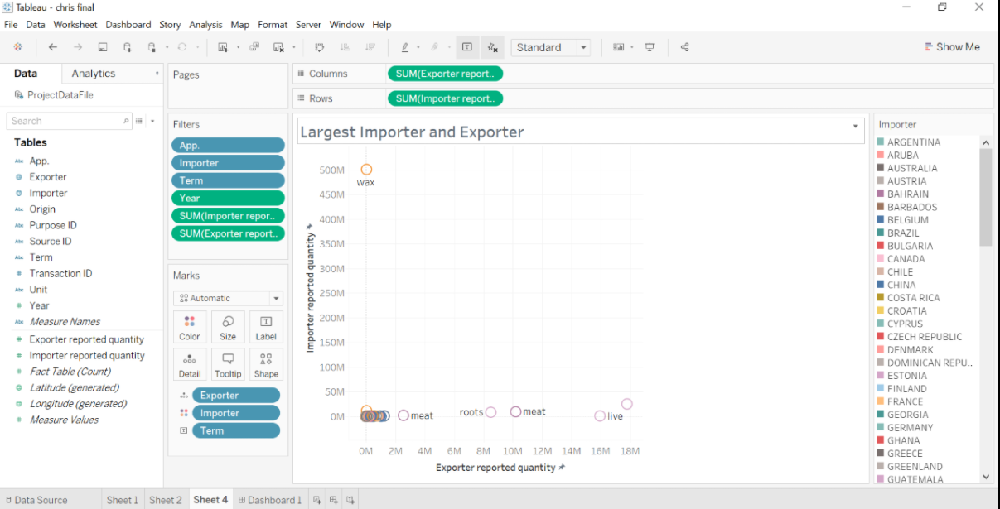 Tableau - chris final
File Data Worksheet Dashboard Story Analysis Map Format Server Window Help
Standard
Show Me
Data Analytics
ProjectDataFile
Search
Tables
Abc App.
Exporter
Importer
Abc Origin
Abc Purpose ID
Abc Source ID
Abc Term
# Transaction ID
Abc Unit
# Year
Abc Measure Names
# Exporter reported quantity
# Importer reported quantity
# Fact Table (Count)
Latitude (generated)
Longitude (generated)
# Measure Values
Pages
Filters
App.
Importer
Term
Year
SUM(Importer repor..
SUM(Exporter report..
Marks
Automatic
Color Size Label
Detail Tooltip Shape
Exporter
Importer
Term
Columns SUM(Exporter report..
Rows SUM(Importer report..
Largest Importer and Exporter
Importer reported quantity
500M
450M
400M
350M
300M
250M
200M
150M
100M
50M
0M
wax
meat
roots
meat
live
0M 2M 4M 6M 8M 10M 12M 14M 16M 18M
Exporter reported quantity
Importer
ARGENTINA
ARUBA
AUSTRALIA
AUSTRIA
BAHRAIN
BARBADOS
BELGIUM
BRAZIL
BULGARIA
CANADA
CHILE
CHINA
COSTA RICA
CROATIA
CYPRUS
CZECH REPUBLIC
DENMARK
DOMINICAN REPU..
ESTONIA
FINLAND
FRANCE
GEORGIA
GERMANY
GHANA
GREECE
GREENLAND
GUATEMALA
Data Source Sheet 1 Sheet 2 Sheet 4 Dashboard 1